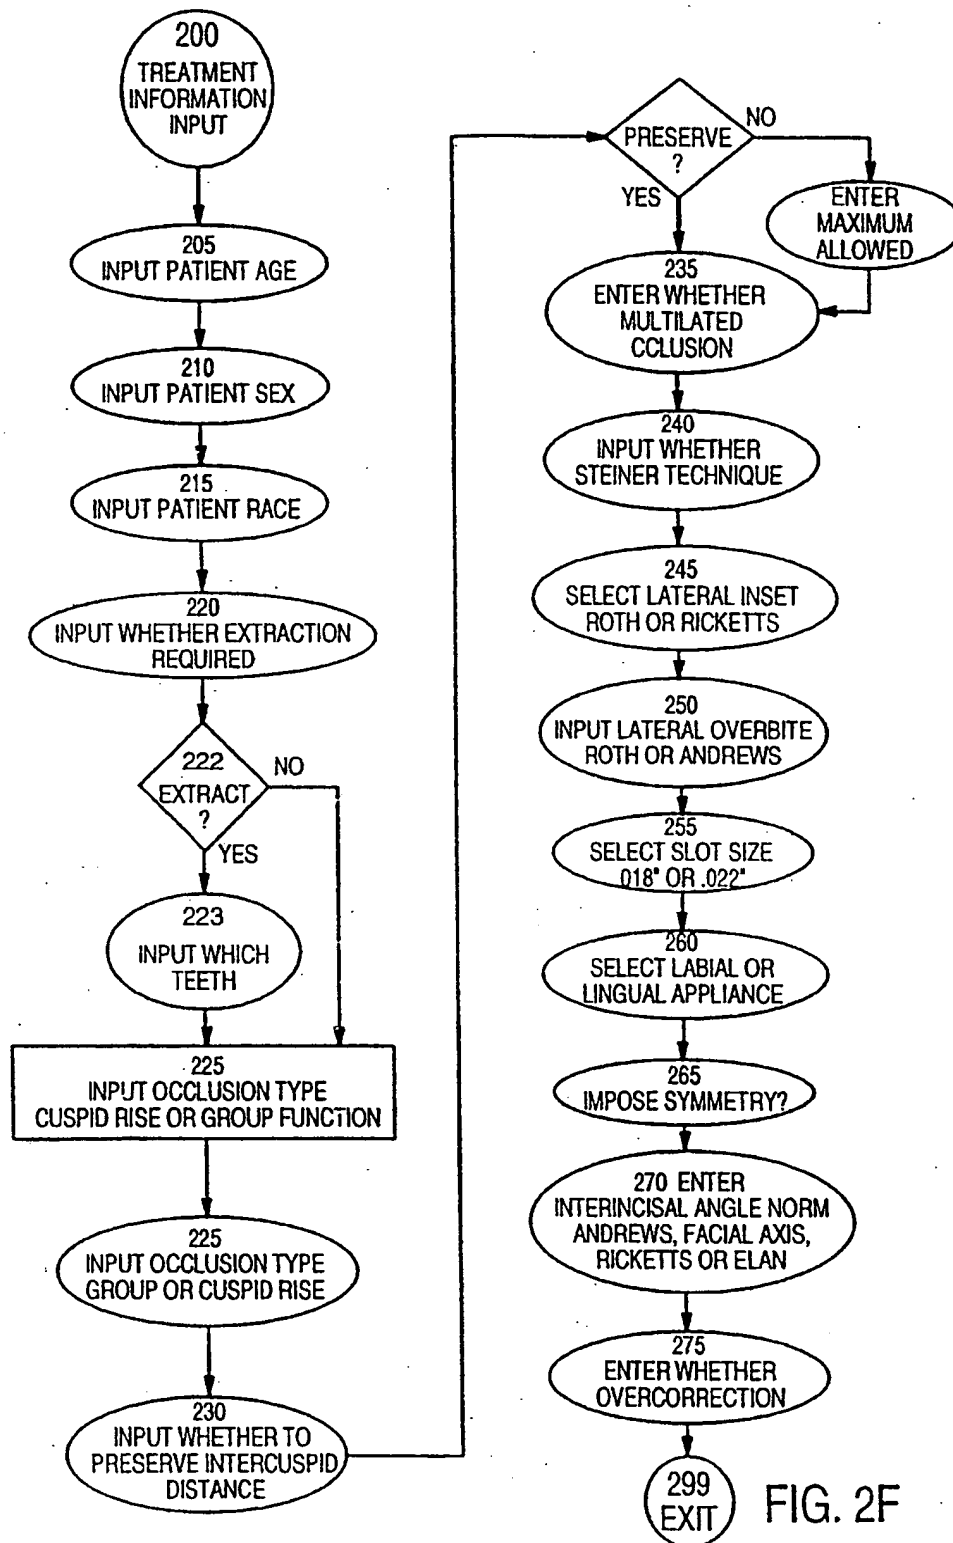 200
TREATMENT
INFORMATION
INPUT
205
INPUT PATIENT AGE
210
INPUT PATIENT SEX
215
INPUT PATIENT RACE
220
INPUT WHETHER EXTRACTION
REQUIRED
222
EXTRACT
?
NO
YES
223
INPUT WHICH
TEETH
225
INPUT OCCLUSION TYPE
CUSPID RISE OR GROUP FUNCTION
225
INPUT OCCLUSION TYPE
GROUP OR CUSPID RISE
230
INPUT WHETHER TO
PRESERVE INTERCUSPID
DISTANCE
PRESERVE
?
NO
YES
ENTER
MAXIMUM
ALLOWED
235
ENTER WHETHER
MULTILATED
CCLUSION
240
INPUT WHETHER
STEINER TECHNIQUE
245
SELECT LATERAL INSET
ROTH OR RICKETTS
250
INPUT LATERAL OVERBITE
ROTH OR ANDREWS
255
SELECT SLOT SIZE
.018" OR .022"
260
SELECT LABIAL OR
LINGUAL APPLIANCE
265
IMPOSE SYMMETRY?
270 ENTER
INTERINCISAL ANGLE NORM
ANDREWS, FACIAL AXIS,
RICKETTS OR ELAN
275
ENTER WHETHER
OVERCORRECTION
299
EXIT
FIG. 2F